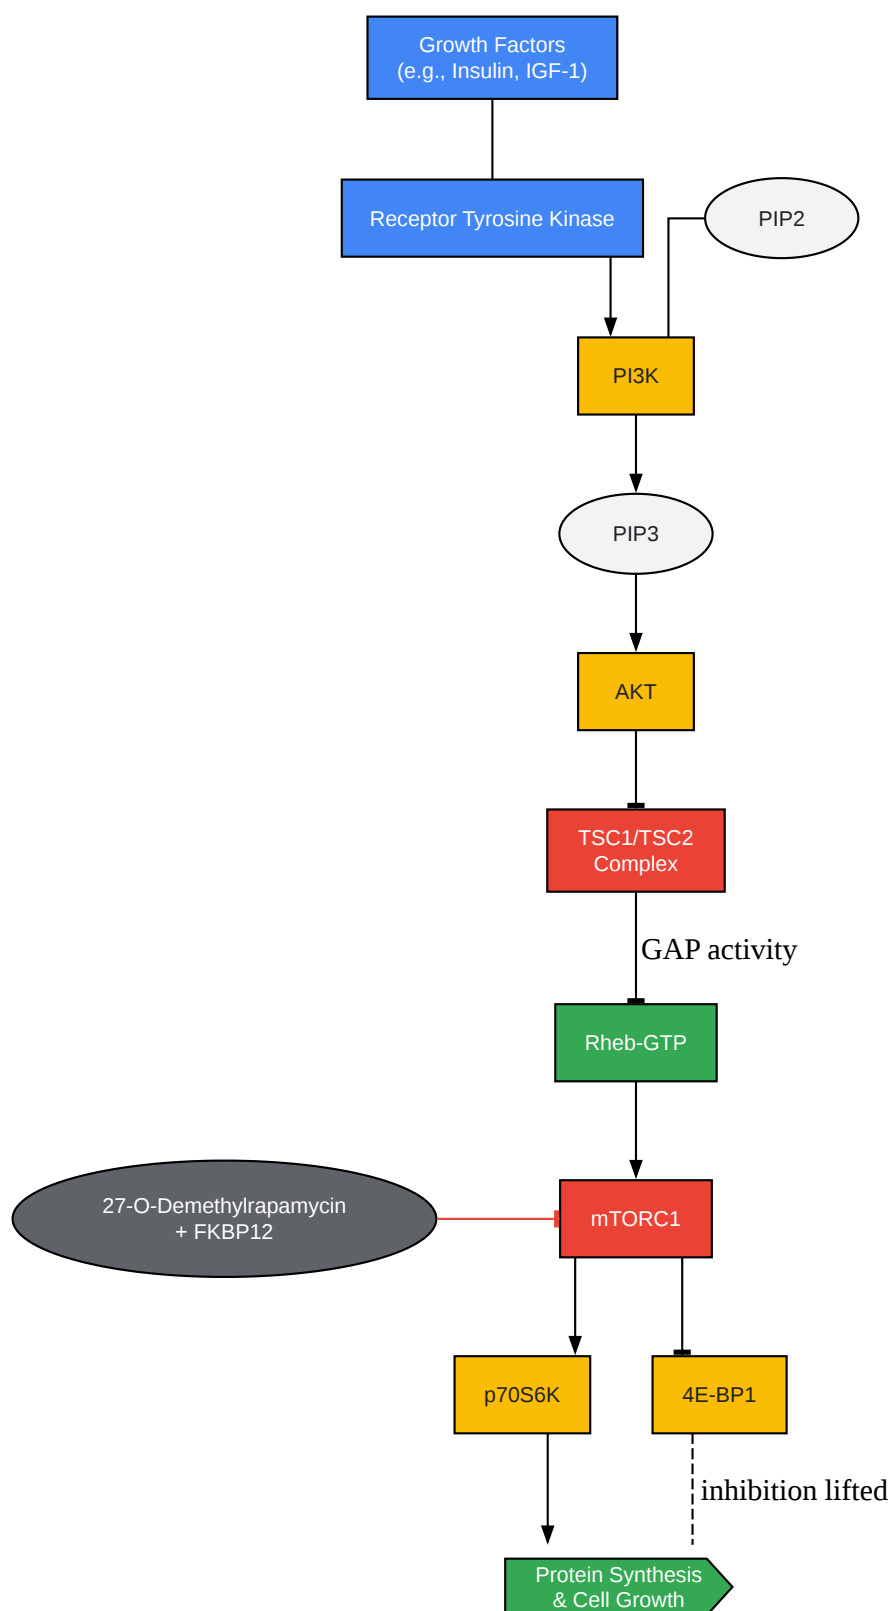 Growth Factors
(e.g., Insulin, IGF-1)
Receptor Tyrosine Kinase
PIP2
PI3K
PIP3
AKT
TSC1/TSC2
Complex
GAP activity
Rheb-GTP
27-O-Demethylrapamycin
+ FKBP12
mTORC1
p70S6K
4E-BP1
inhibition lifted
Protein Synthesis
& Cell Growth